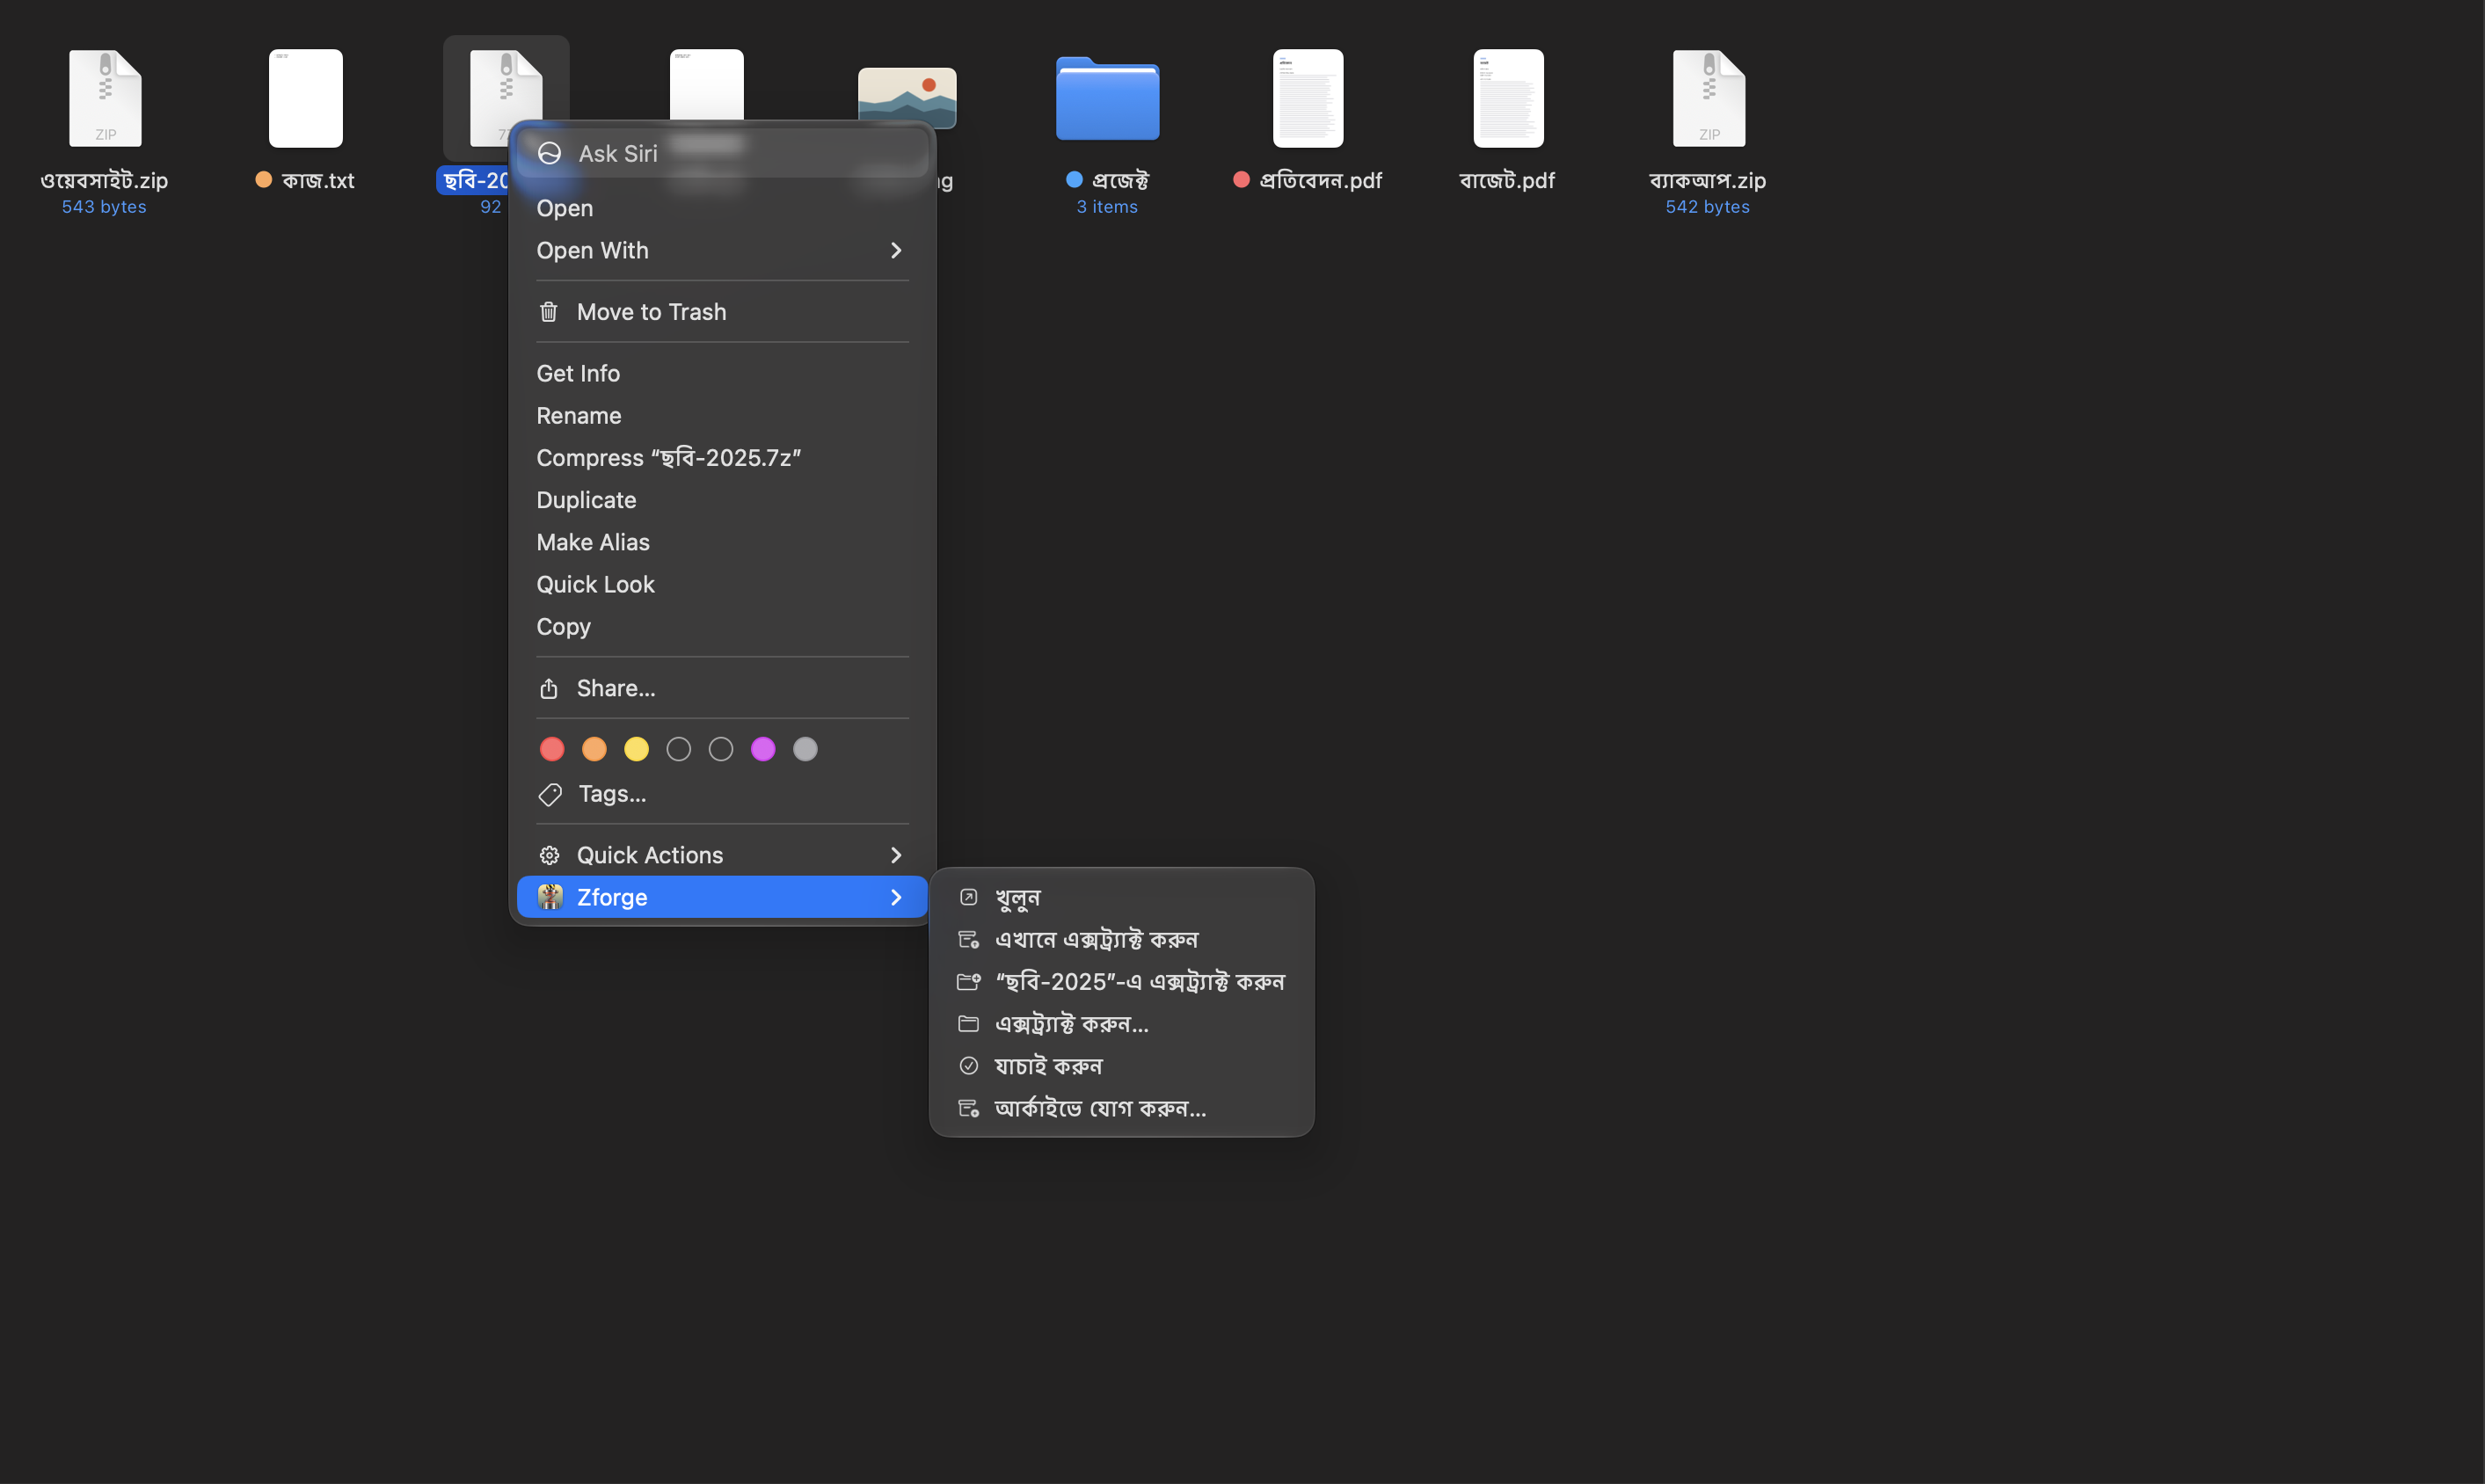 ওয়েবসাইট.zip
543 bytes
কাজ.txt
ছবি-20
92
প্রজেক্ট
3 items
প্রতিবেদন.pdf
বাজেট.pdf
ব্যাকআপ.zip
542 bytes
ZIP
ZIP
Ask Siri
Open
Open With
Move to Trash
Get Info
Rename
Compress “ছবি-2025.7z”
Duplicate
Make Alias
Quick Look
Copy
Share...
Tags...
Quick Actions
Zforge
খুলুন
এখানে এক্সট্র্যাক্ট করুন
“ছবি-2025”-এ এক্সট্র্যাক্ট করুন
এক্সট্র্যাক্ট করুন...
যাচাই করুন
আর্কাইভে যোগ করুন...